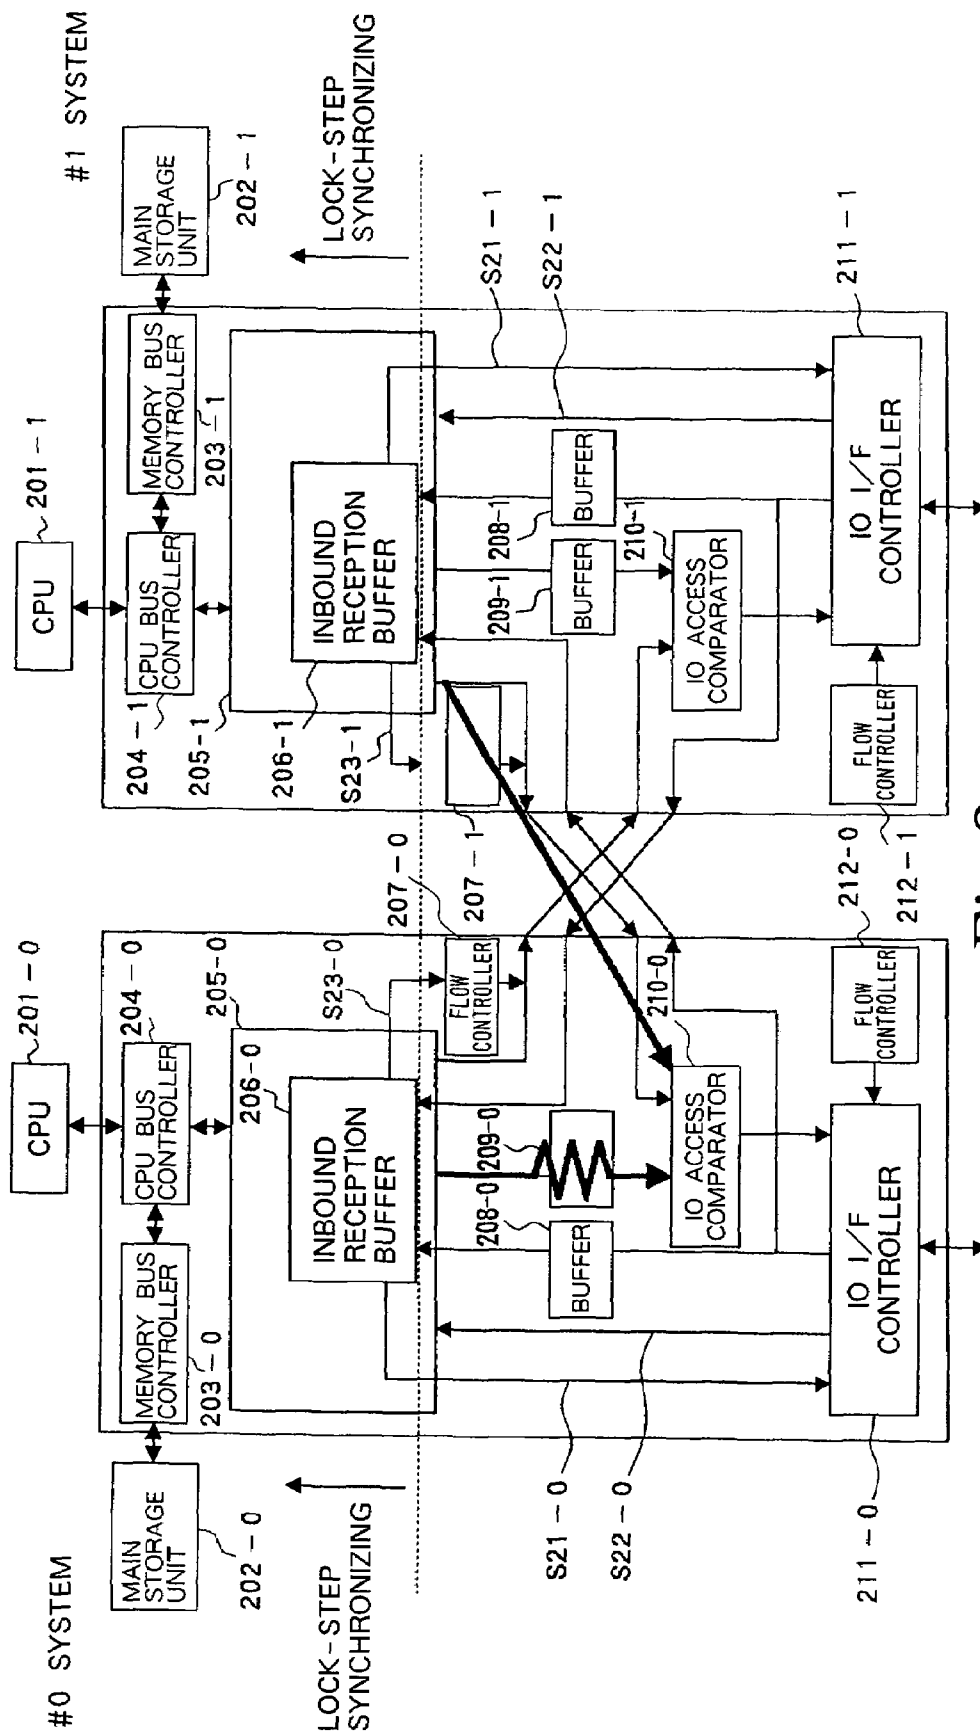 #0 SYSTEM
#1 SYSTEM
CPU
201-0
CPU
201-1
MAIN
STORAGE
UNIT
202-0
MEMORY BUS
CONTROLLER
203-0
CPU BUS
CONTROLLER
204-0
205-0
204-1
CPU BUS
CONTROLLER
MEMORY BUS
CONTROLLER
203-1
205-1
MAIN
STORAGE
UNIT
202-1
LOCK-STEP
SYNCHRONIZING
206-0
INBOUND
RECEPTION
BUFFER
S23-0
206-1
INBOUND
RECEPTION
BUFFER
S23-1
LOCK-STEP
SYNCHRONIZING
207-0
FLOW
CONTROLLER
207-1
208-0
BUFFER
209-0
209-1
BUFFER
208-1
BUFFER
S21-0
S22-0
S21-1
S22-1
210-0
IO ACCESS
COMPARATOR
210-1
IO ACCESS
COMPARATOR
211-0
IO I/F
CONTROLLER
212-0
FLOW
CONTROLLER
212-1
FLOW
CONTROLLER
IO I/F
CONTROLLER
211-1